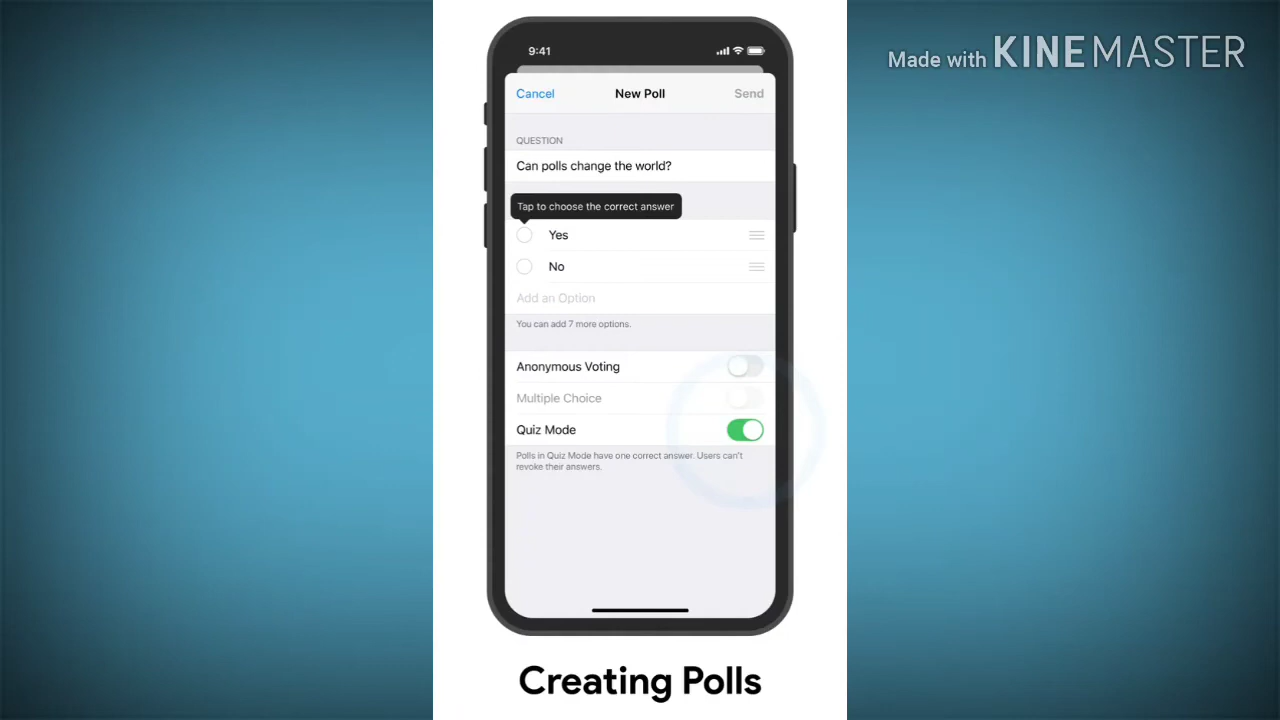 Made with KINEMASTER
9:41
Cancel New Poll Send
QUESTION
Can polls change the world?
Tap to choose the correct answer
Yes
No
Add an Option
You can add 7 more options.
Anonymous Voting
Multiple Choice
Quiz Mode
Polls in Quiz Mode have one correct answer. Users can't
revoke their answers.
Creating Polls